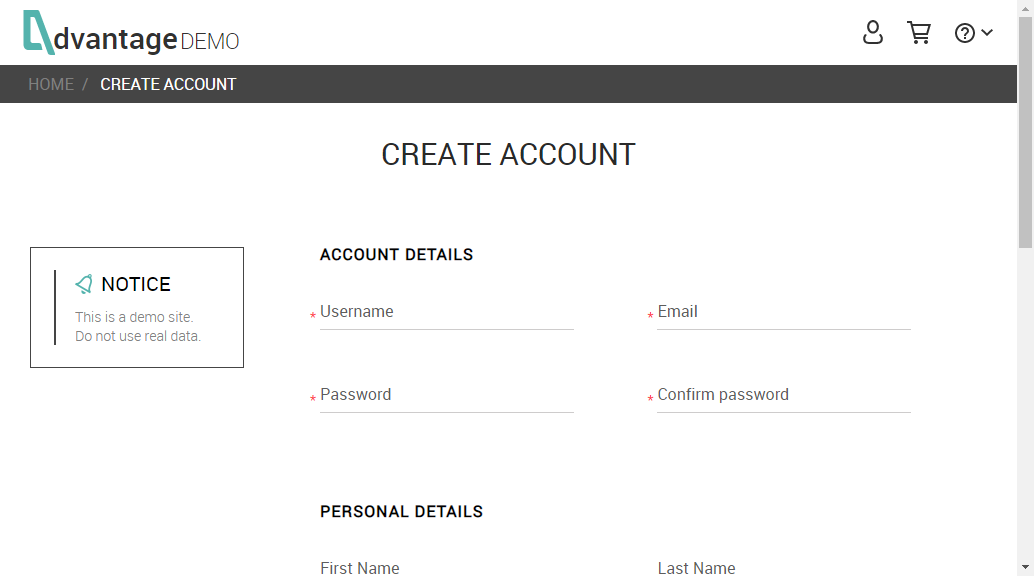 dvantage DEMO
HOME / CREATE ACCOUNT
CREATE ACCOUNT
NOTICE
This is a demo site.
Do not use real data.
ACCOUNT DETAILS
* Username
* Email
* Password
* Confirm password
PERSONAL DETAILS
First Name
Last Name